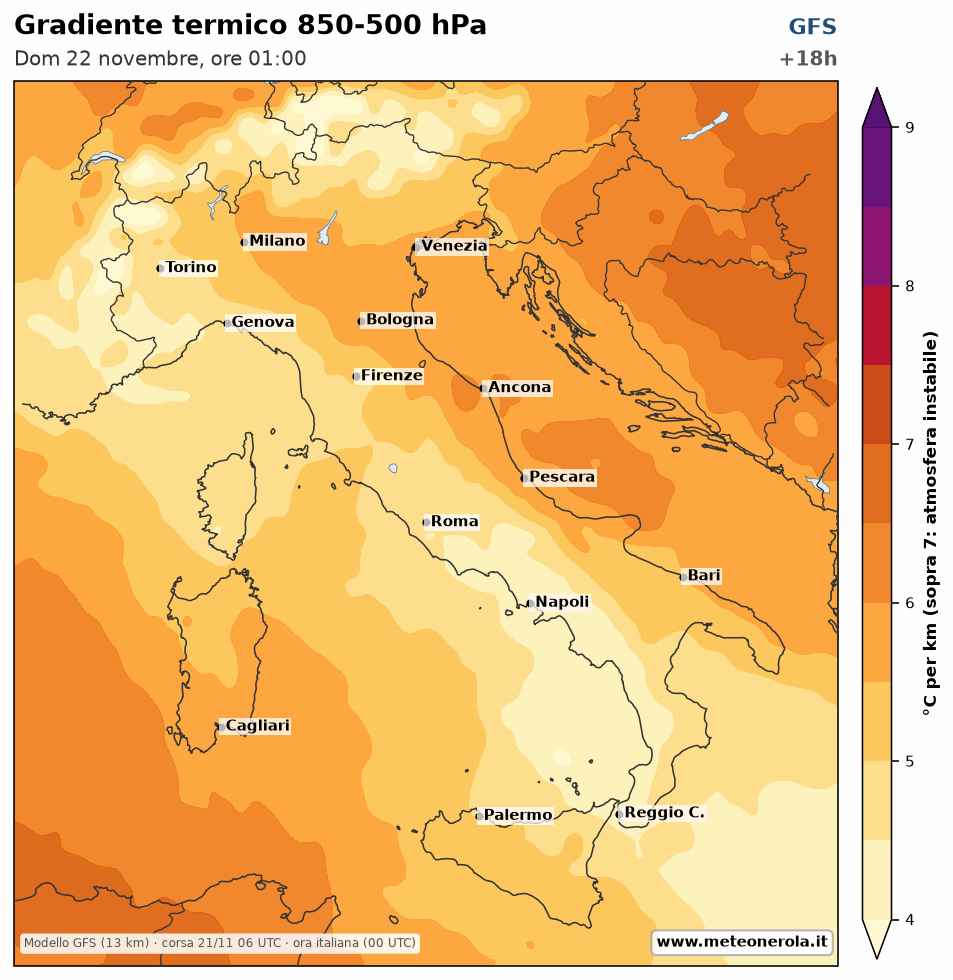 Gradiente termico 850-500 hPa
GFS
Dom 22 novembre, ore 01:00
+18h
Milano
Venezia
Torino
Genova
Bologna
Firenze
Ancona
Pescara
Roma
Bari
Napoli
Cagliari
Palermo
Reggio C.
9
8
7
6
5
4
°C per km (sopra 7: atmosfera instabile)
Modello GFS (13 km) · corsa 21/11 06 UTC · ora italiana (00 UTC)
www.meteonerola.it